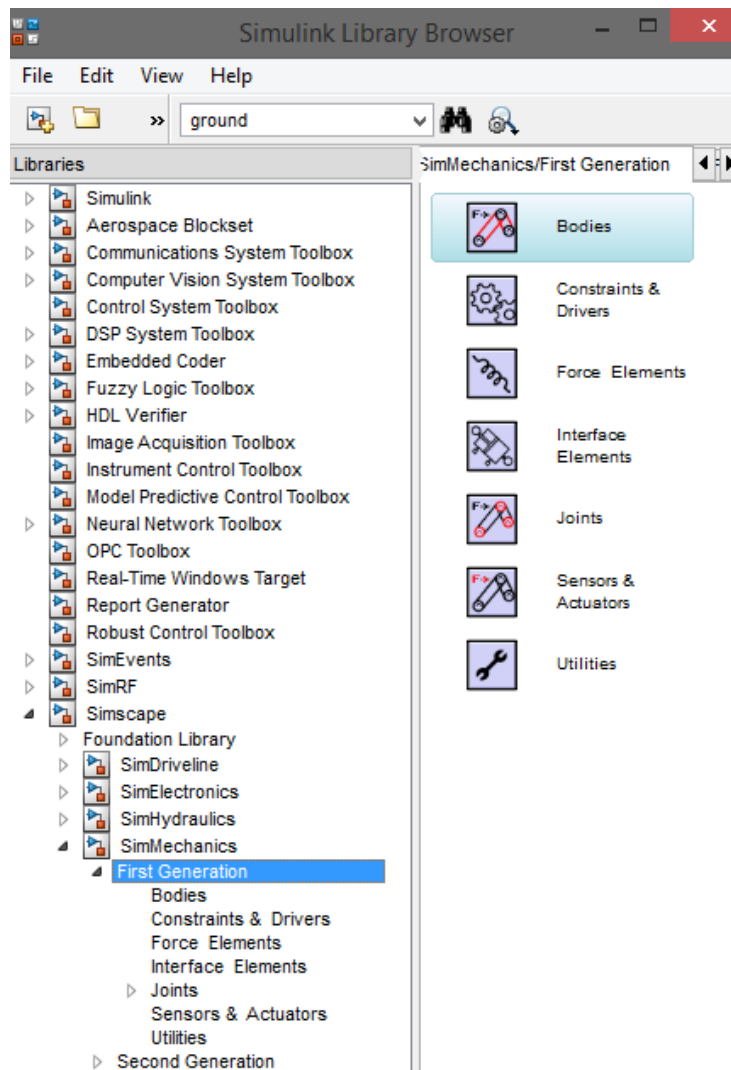 Simulink Library Browser
File Edit View Help
» ground
Libraries
SimMechanics/First Generation
Simulink
Aerospace Blockset
Communications System Toolbox
Computer Vision System Toolbox
Control System Toolbox
DSP System Toolbox
Embedded Coder
Fuzzy Logic Toolbox
HDL Verifier
Image Acquisition Toolbox
Instrument Control Toolbox
Model Predictive Control Toolbox
Neural Network Toolbox
OPC Toolbox
Real-Time Windows Target
Report Generator
Robust Control Toolbox
SimEvents
SimRF
Simscape
Foundation Library
SimDriveline
SimElectronics
SimHydraulics
SimMechanics
First Generation
Bodies
Constraints & Drivers
Force Elements
Interface Elements
Joints
Sensors & Actuators
Utilities
Second Generation
Bodies
Constraints &
Drivers
Force Elements
Interface
Elements
Joints
Sensors &
Actuators
Utilities